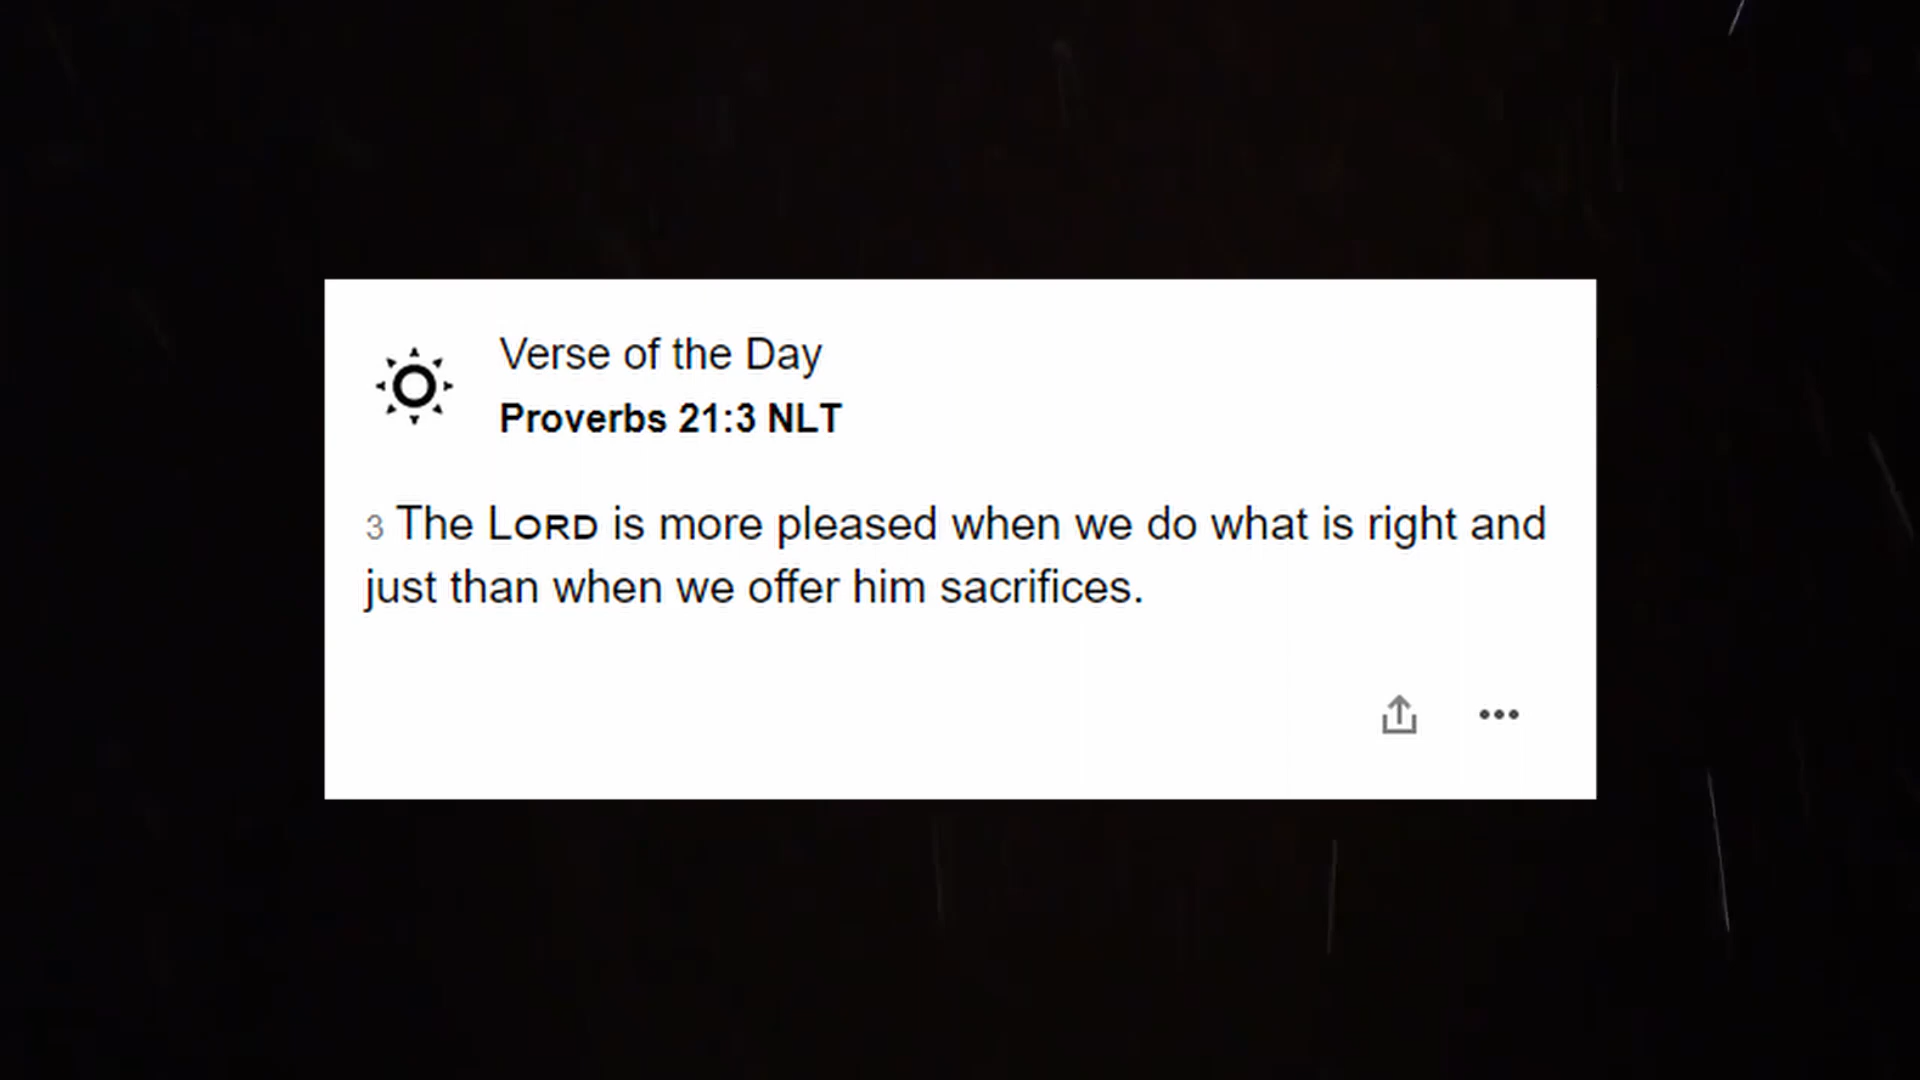 Verse of the Day
Proverbs 21:3 NLT
3 The LORD is more pleased when we do what is right and
just than when we offer him sacrifices.